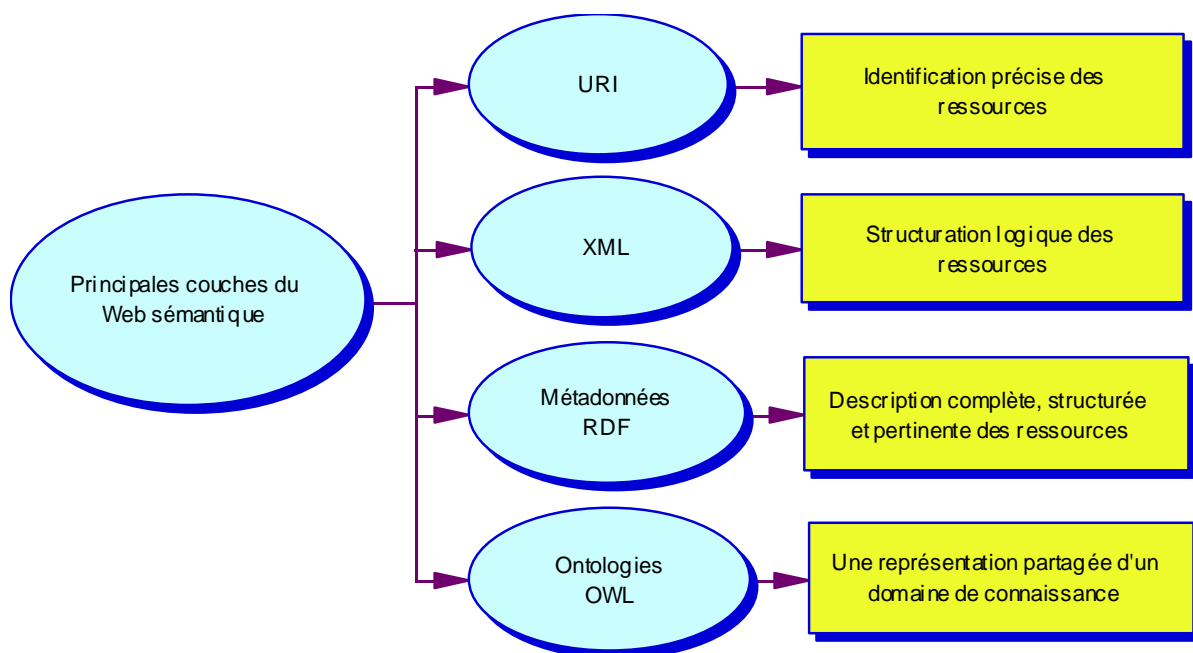 URI
Identification précise des
ressources
XML
Structuration logique des
ressources
Principales couches du
Web sémantique
Métadonnées
RDF
Description complète, structurée
et pertinente des ressources
Ontologies
OWL
Une représentation partagée d'un
domaine de connaissance